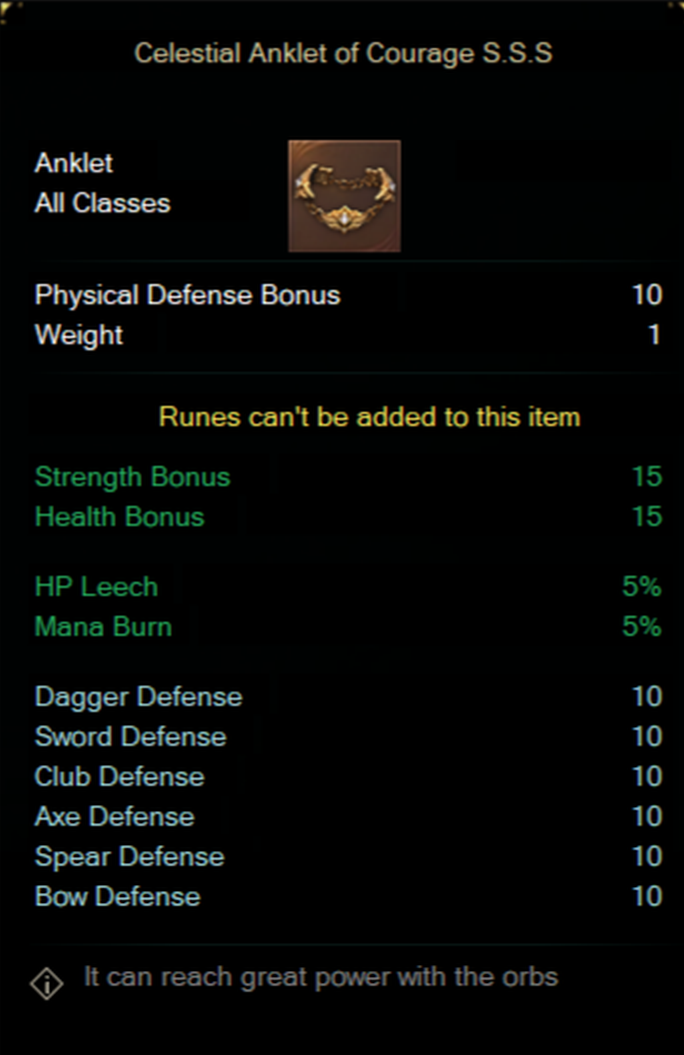 Celestial Anklet of Courage S.S.S
Anklet
All Classes
Physical Defense Bonus 10
Weight 1
Runes can't be added to this item
Strength Bonus 15
Health Bonus 15
HP Leech 5%
Mana Burn 5%
Dagger Defense 10
Sword Defense 10
Club Defense 10
Axe Defense 10
Spear Defense 10
Bow Defense 10
It can reach great power with the orbs